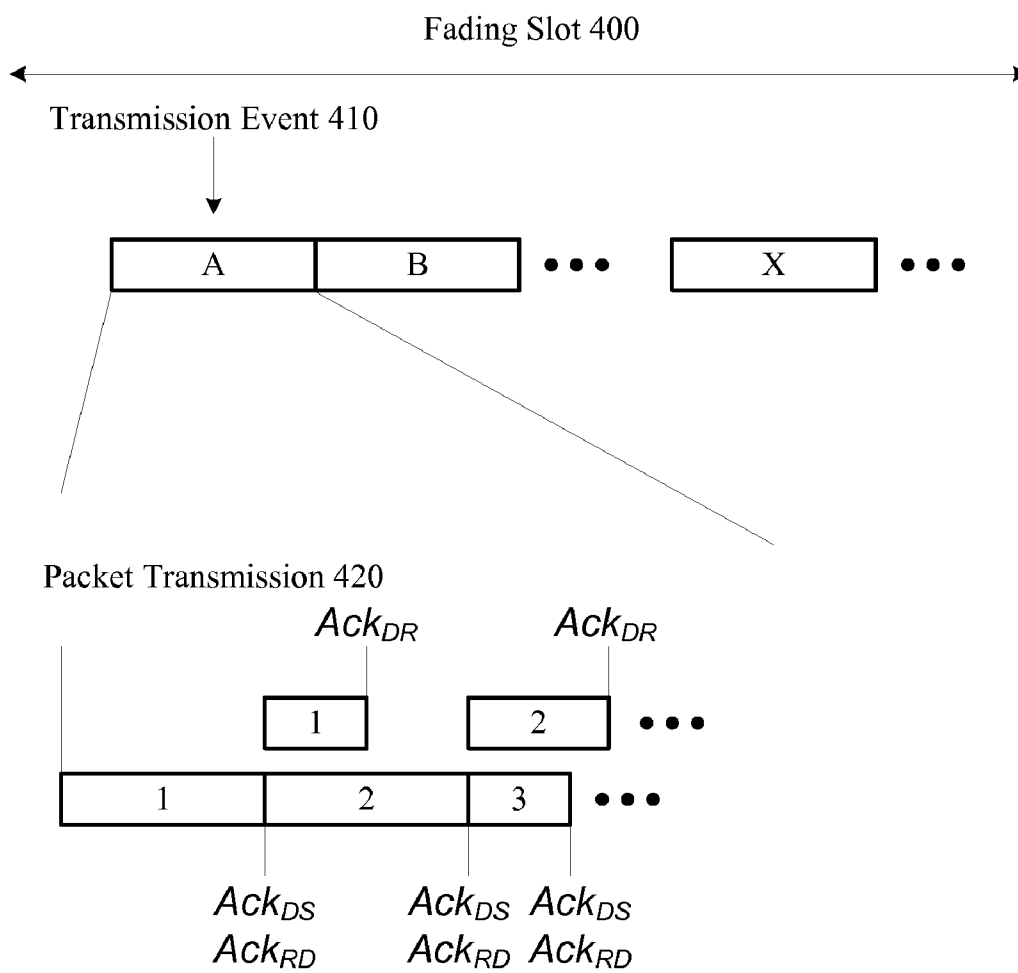 Fading Slot 400
Transmission Event 410
A B X
Packet Transmission 420
Ack_DR Ack_DR
1 2
1 2 3
Ack_DS Ack_DS Ack_DS
Ack_RD Ack_RD Ack_RD